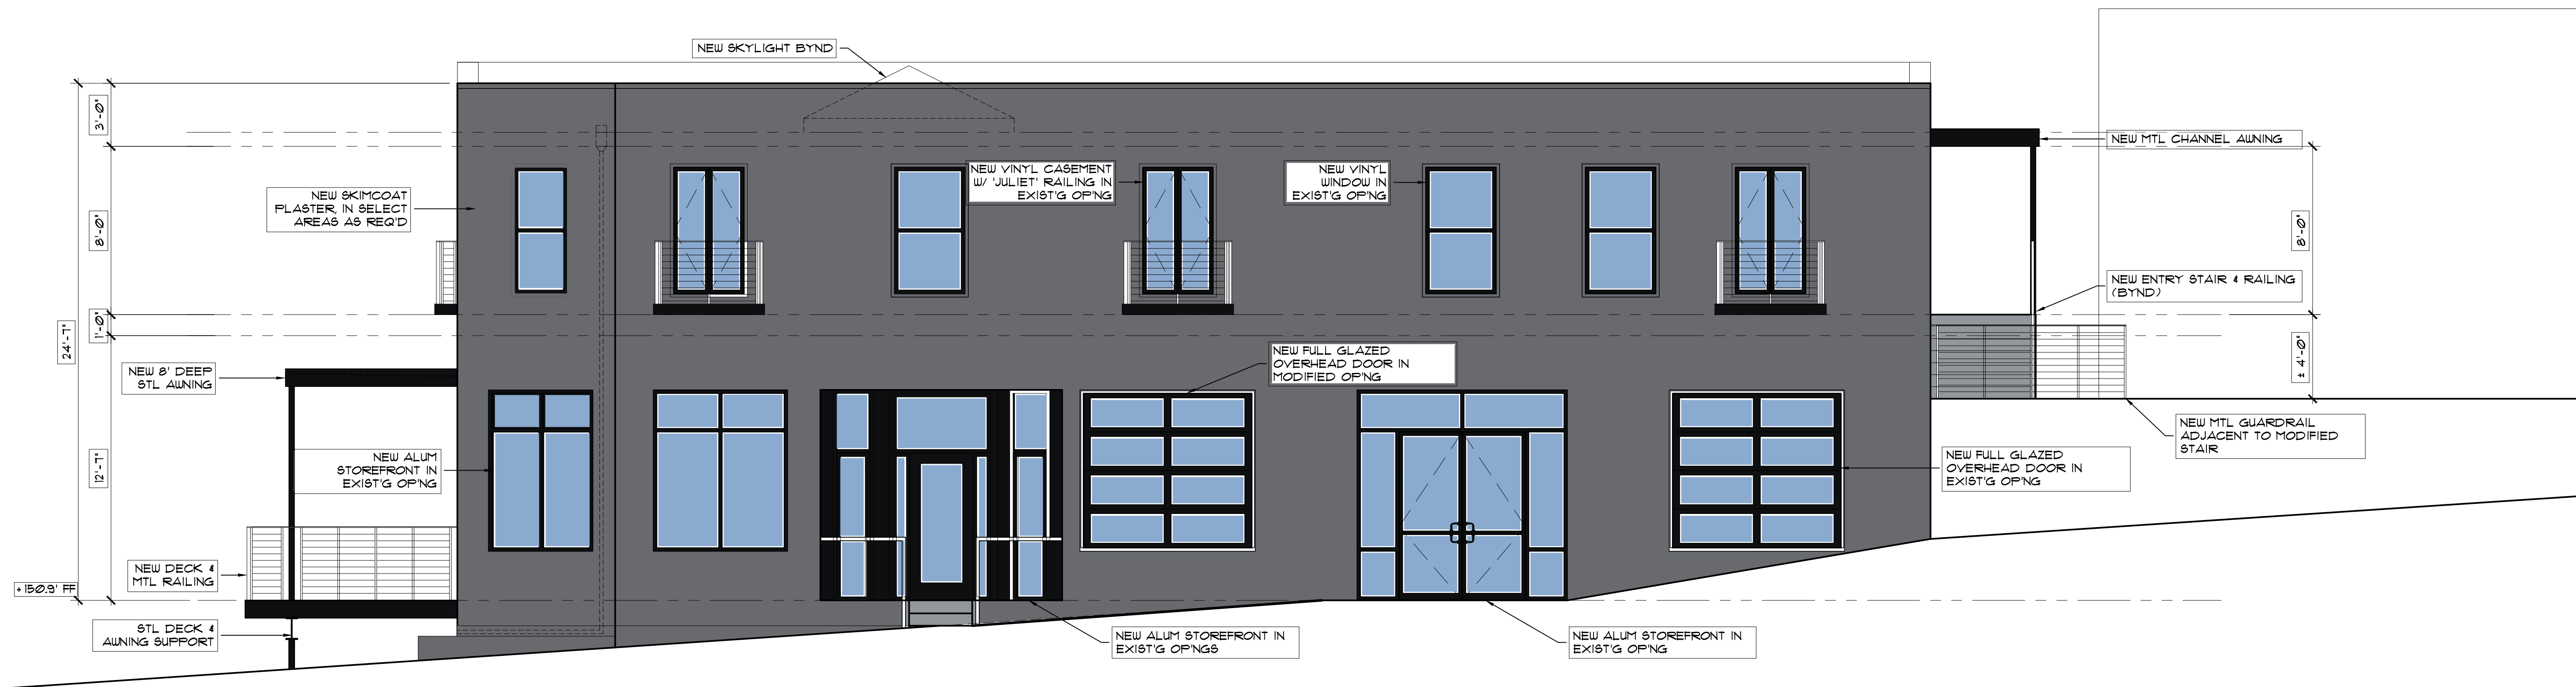 NEW SKYLIGHT BYND
3'-0"
NEW MTL CHANNEL AWNING
NEW VINYL CASEMENT
W/ 'JULIET' RAILING IN
EXIST'G OP'NG
NEW VINYL
WINDOW IN
EXIST'G OP'NG
NEW SKIMCOAT
PLASTER, IN SELECT
AREAS AS REQ'D
8'-0"
8'-0"
NEW ENTRY STAIR & RAILING
(BYND)
1'-0"
24'-7"
NEW 8' DEEP
STL AWNING
NEW FULL GLAZED
OVERHEAD DOOR IN
MODIFIED OP'NG
± 4'-0"
NEW MTL GUARDRAIL
ADJACENT TO MODIFIED
STAIR
12'-7"
NEW ALUM
STOREFRONT IN
EXIST'G OP'NG
NEW FULL GLAZED
OVERHEAD DOOR IN
EXIST'G OP'NG
NEW DECK &
MTL RAILING
+150.9' FF
STL DECK &
AWNING SUPPORT
NEW ALUM STOREFRONT IN
EXIST'G OP'NGS
NEW ALUM STOREFRONT IN
EXIST'G OP'NG